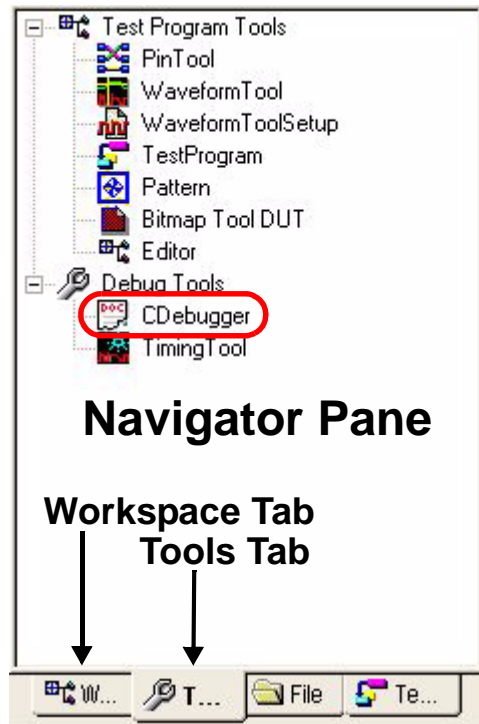 Test Program Tools
PinTool
WaveformTool
WaveformToolSetup
TestProgram
Pattern
Bitmap Tool DUT
Editor
Debug Tools
DOC
CDebugger
TimingTool
Navigator Pane
Workspace Tab
Tools Tab
W... T... File Te...